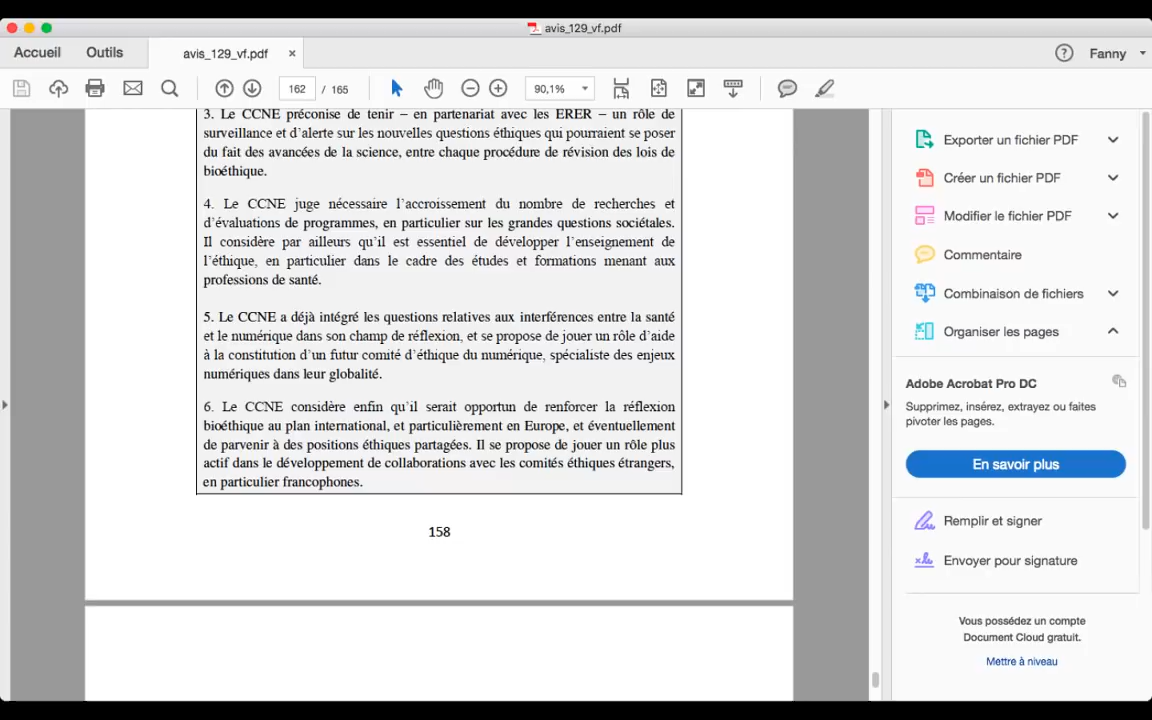 avis_129_vf.pdf
Accueil
Outils
avis_129_vf.pdf
×
?
Fanny
162 / 165
90,1%
3. Le CCNE préconise de tenir – en partenariat avec les ERER – un rôle de
surveillance et d’alerte sur les nouvelles questions éthiques qui pourraient se poser
du fait des avancées de la science, entre chaque procédure de révision des lois de
bioéthique.
4. Le CCNE juge nécessaire l’accroissement du nombre de recherches et
d’évaluations de programmes, en particulier sur les grandes questions sociétales.
Il considère par ailleurs qu’il est essentiel de développer l’enseignement de
l’éthique, en particulier dans le cadre des études et formations menant aux
professions de santé.
5. Le CCNE a déjà intégré les questions relatives aux interférences entre la santé
et le numérique dans son champ de réflexion, et se propose de jouer un rôle d’aide
à la constitution d’un futur comité d’éthique du numérique, spécialiste des enjeux
numériques dans leur globalité.
6. Le CCNE considère enfin qu’il serait opportun de renforcer la réflexion
bioéthique au plan international, et particulièrement en Europe, et éventuellement
de parvenir à des positions éthiques partagées. Il se propose de jouer un rôle plus
actif dans le développement de collaborations avec les comités éthiques étrangers,
en particulier francophones.
158
Exporter un fichier PDF
Créer un fichier PDF
Modifier le fichier PDF
Commentaire
Combinaison de fichiers
Organiser les pages
Adobe Acrobat Pro DC
Supprimez, insérez, extrayez ou faites
pivoter les pages.
En savoir plus
Remplir et signer
Envoyer pour signature
Vous possédez un compte
Document Cloud gratuit.
Mettre à niveau